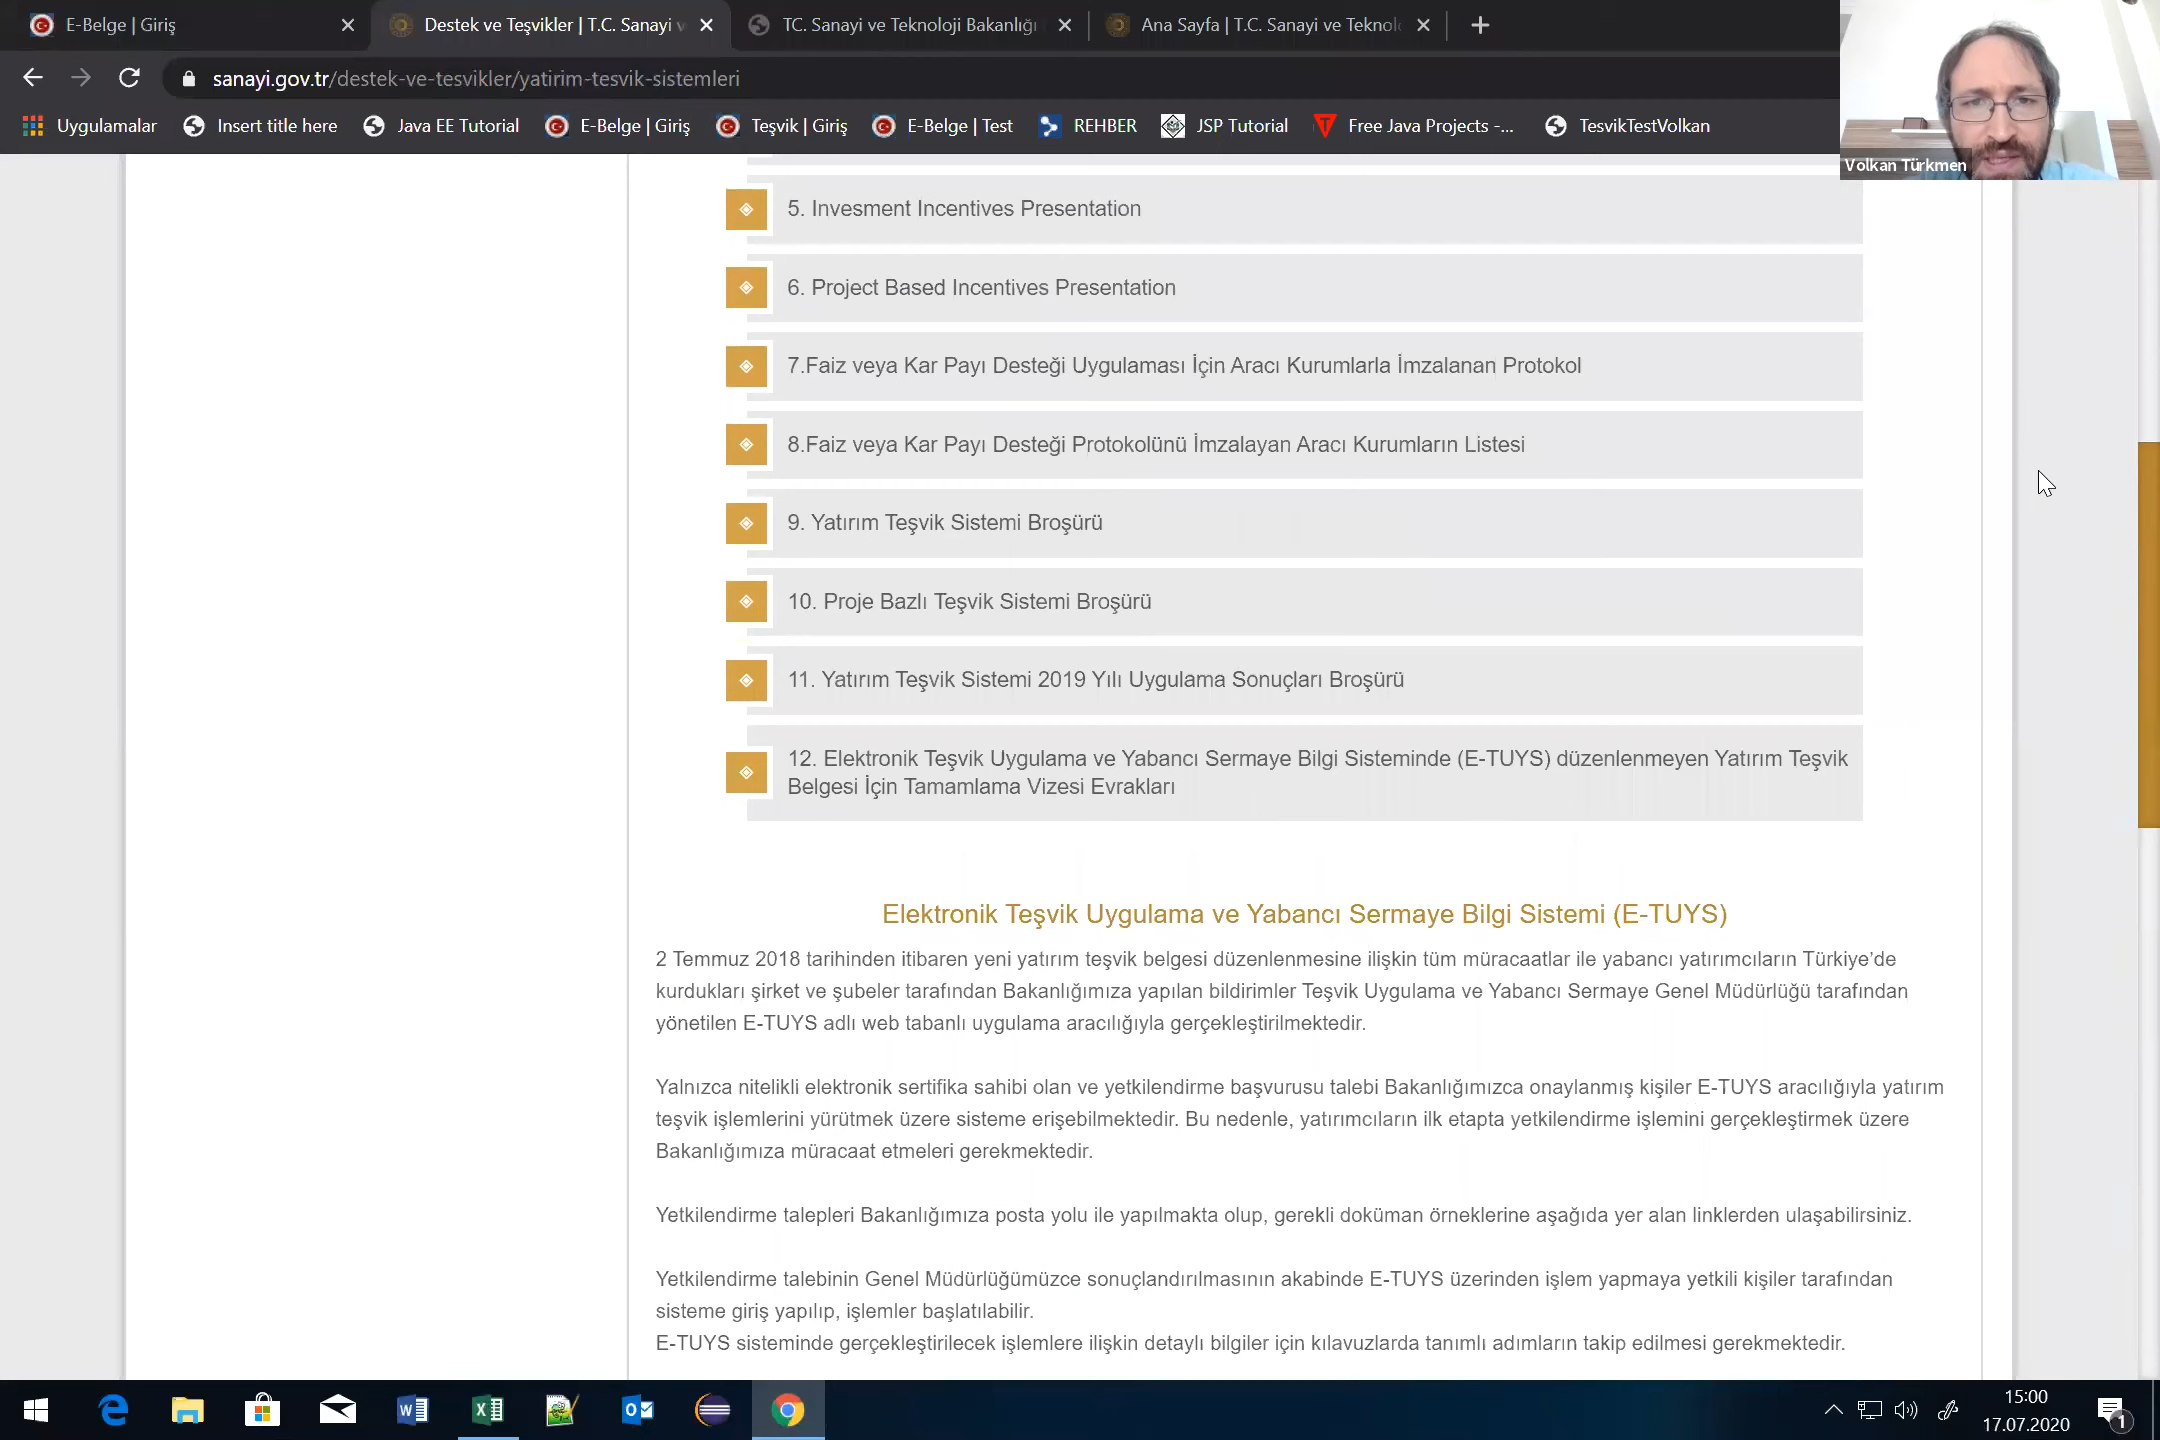 E-Belge | Giriş
Destek ve Teşvikler | T.C. Sanayi v
TC. Sanayi ve Teknoloji Bakanlığı
Ana Sayfa | T.C. Sanayi ve Teknolo
sanayi.gov.tr/destek-ve-tesvikler/yatirim-tesvik-sistemleri
Uygulamalar
Insert title here
Java EE Tutorial
E-Belge | Giriş
Teşvik | Giriş
E-Belge | Test
REHBER
JSP Tutorial
Free Java Projects -...
TesvikTestVolkan
Volkan Türkmen
5. Invesment Incentives Presentation
6. Project Based Incentives Presentation
7.Faiz veya Kar Payı Desteği Uygulaması İçin Aracı Kurumlarla İmzalanan Protokol
8.Faiz veya Kar Payı Desteği Protokolünü İmzalayan Aracı Kurumların Listesi
9. Yatırım Teşvik Sistemi Broşürü
10. Proje Bazlı Teşvik Sistemi Broşürü
11. Yatırım Teşvik Sistemi 2019 Yılı Uygulama Sonuçları Broşürü
12. Elektronik Teşvik Uygulama ve Yabancı Sermaye Bilgi Sisteminde (E-TUYS) düzenlenmeyen Yatırım Teşvik
Belgesi İçin Tamamlama Vizesi Evrakları
Elektronik Teşvik Uygulama ve Yabancı Sermaye Bilgi Sistemi (E-TUYS)
2 Temmuz 2018 tarihinden itibaren yeni yatırım teşvik belgesi düzenlenmesine ilişkin tüm müracaatlar ile yabancı yatırımcıların Türkiye’de
kurdukları şirket ve şubeler tarafından Bakanlığımıza yapılan bildirimler Teşvik Uygulama ve Yabancı Sermaye Genel Müdürlüğü tarafından
yönetilen E-TUYS adlı web tabanlı uygulama aracılığıyla gerçekleştirilmektedir.
Yalnızca nitelikli elektronik sertifika sahibi olan ve yetkilendirme başvurusu talebi Bakanlığımızca onaylanmış kişiler E-TUYS aracılığıyla yatırım
teşvik işlemlerini yürütmek üzere sisteme erişebilmektedir. Bu nedenle, yatırımcıların ilk etapta yetkilendirme işlemini gerçekleştirmek üzere
Bakanlığımıza müracaat etmeleri gerekmektedir.
Yetkilendirme talepleri Bakanlığımıza posta yolu ile yapılmakta olup, gerekli doküman örneklerine aşağıda yer alan linklerden ulaşabilirsiniz.
Yetkilendirme talebinin Genel Müdürlüğümüzce sonuçlandırılmasının akabinde E-TUYS üzerinden işlem yapmaya yetkili kişiler tarafından
sisteme giriş yapılıp, işlemler başlatılabilir.
E-TUYS sisteminde gerçekleştirilecek işlemlere ilişkin detaylı bilgiler için kılavuzlarda tanımlı adımların takip edilmesi gerekmektedir.
15:00
17.07.2020
1